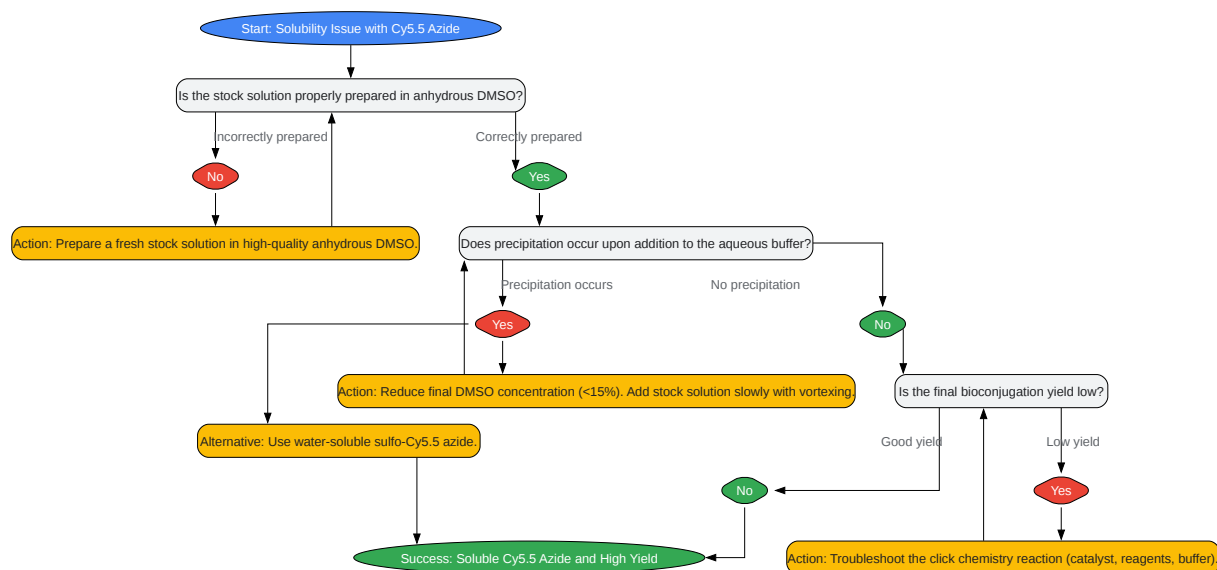 Start: Solubility Issue with Cy5.5 Azide
Is the stock solution properly prepared in anhydrous DMSO?
Incorrectly prepared
Correctly prepared
No
Yes
Action: Prepare a fresh stock solution in high-quality anhydrous DMSO.
Does precipitation occur upon addition to the aqueous buffer?
Precipitation occurs
No precipitation
Yes
No
Action: Reduce final DMSO concentration (<15%). Add stock solution slowly with vortexing.
Is the final bioconjugation yield low?
Alternative: Use water-soluble sulfo-Cy5.5 azide.
Good yield
Low yield
No
Yes
Success: Soluble Cy5.5 Azide and High Yield
Action: Troubleshoot the click chemistry reaction (catalyst, reagents, buffer).